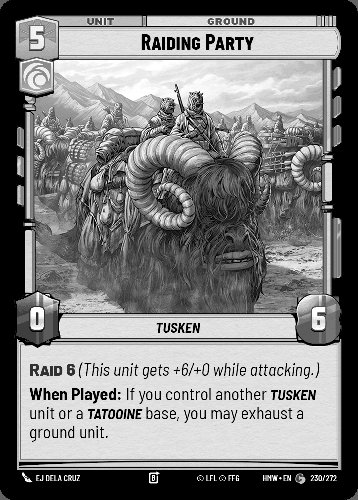 UNIT GROUND
5 RAIDING PARTY
0 6
TUSKEN
RAID 6 (This unit gets +6/+0 while attacking.)
When Played: If you control another TUSKEN
unit or a TATOOINE base, you may exhaust a
ground unit.
EJ DELA CRUZ © LFL © FFG HMW • EN 230/272